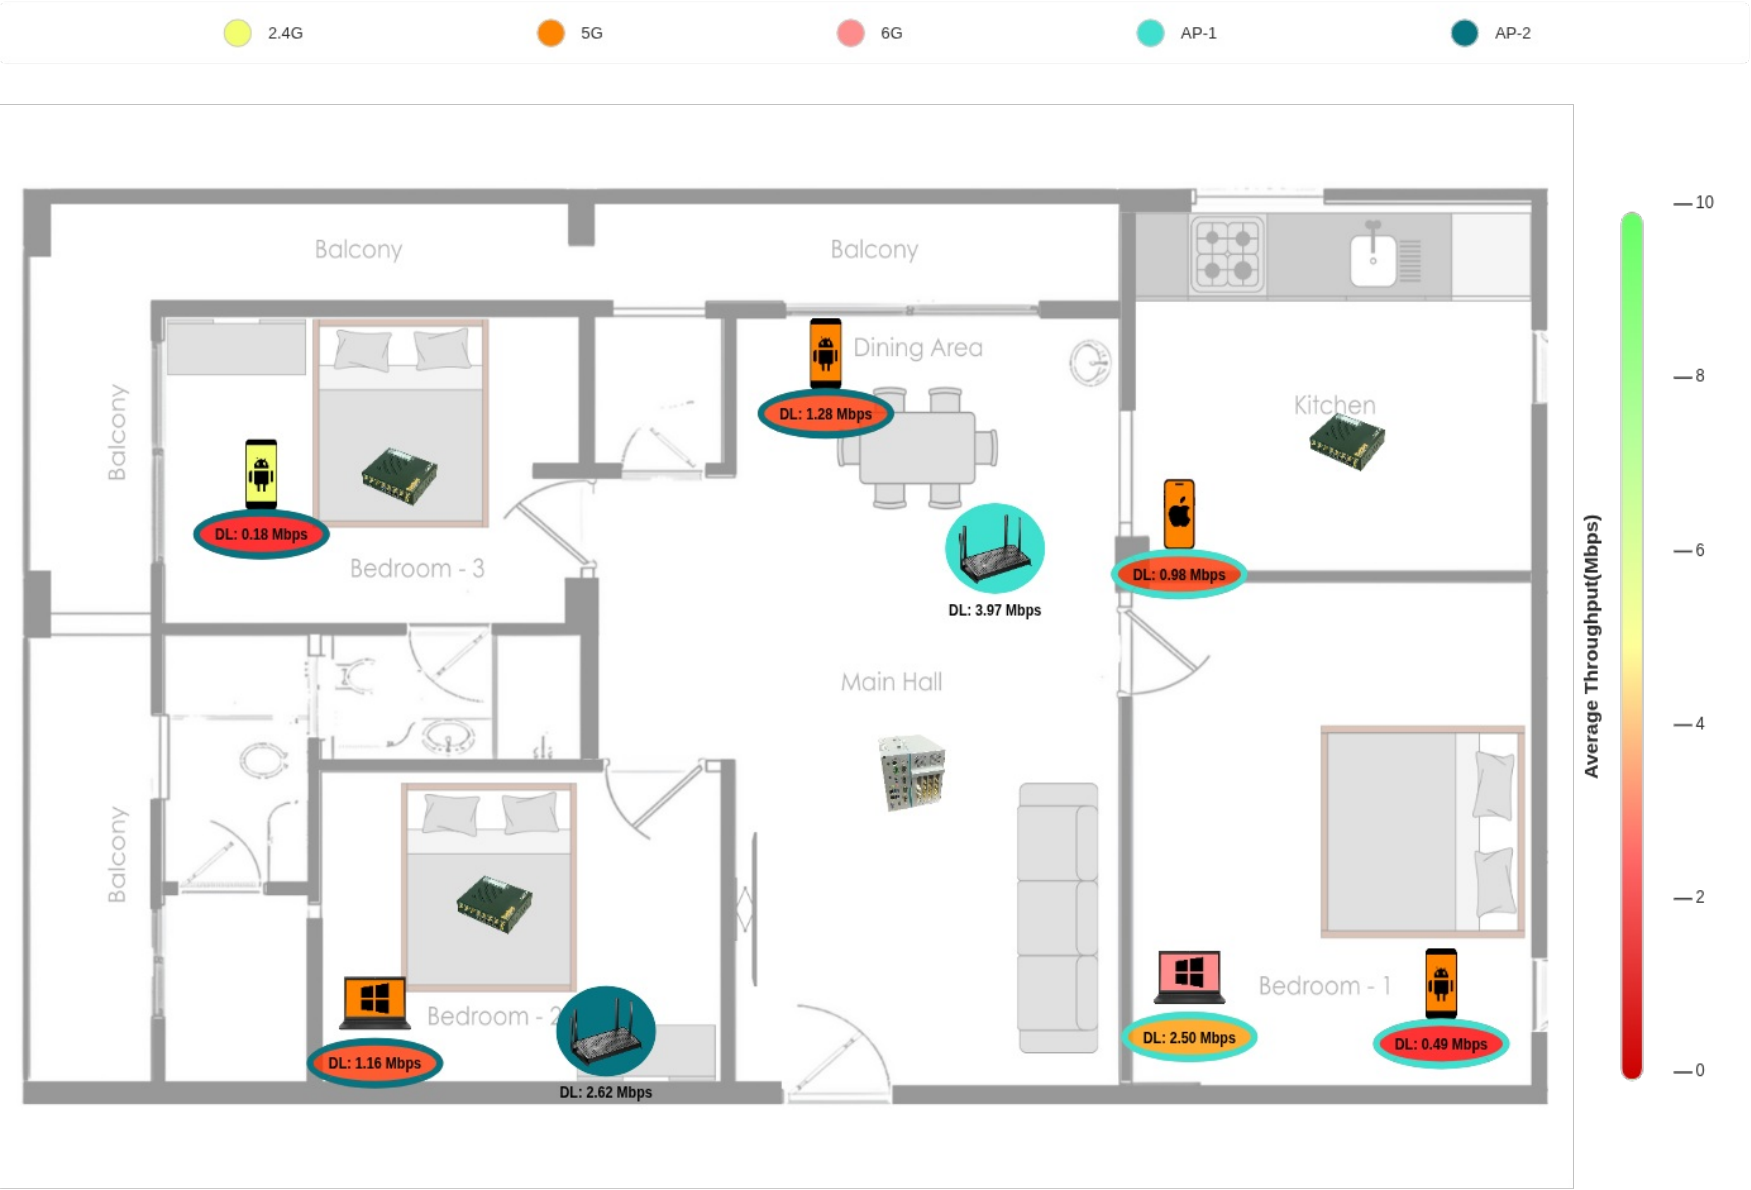 2.4G
5G
6G
AP-1
AP-2
10
Balcony
Balcony
Dining Area
8
Balcony
Kitchen
DL: 1.28 Mbps
DL: 0.18 Mbps
Average Throughput(Mbps)
6
Bedroom - 3
DL: 0.98 Mbps
DL: 3.97 Mbps
Main Hall
4
Balcony
2
Bedroom - 1
Bedroom - 2
DL: 2.50 Mbps
DL: 0.49 Mbps
DL: 1.16 Mbps
0
DL: 2.62 Mbps